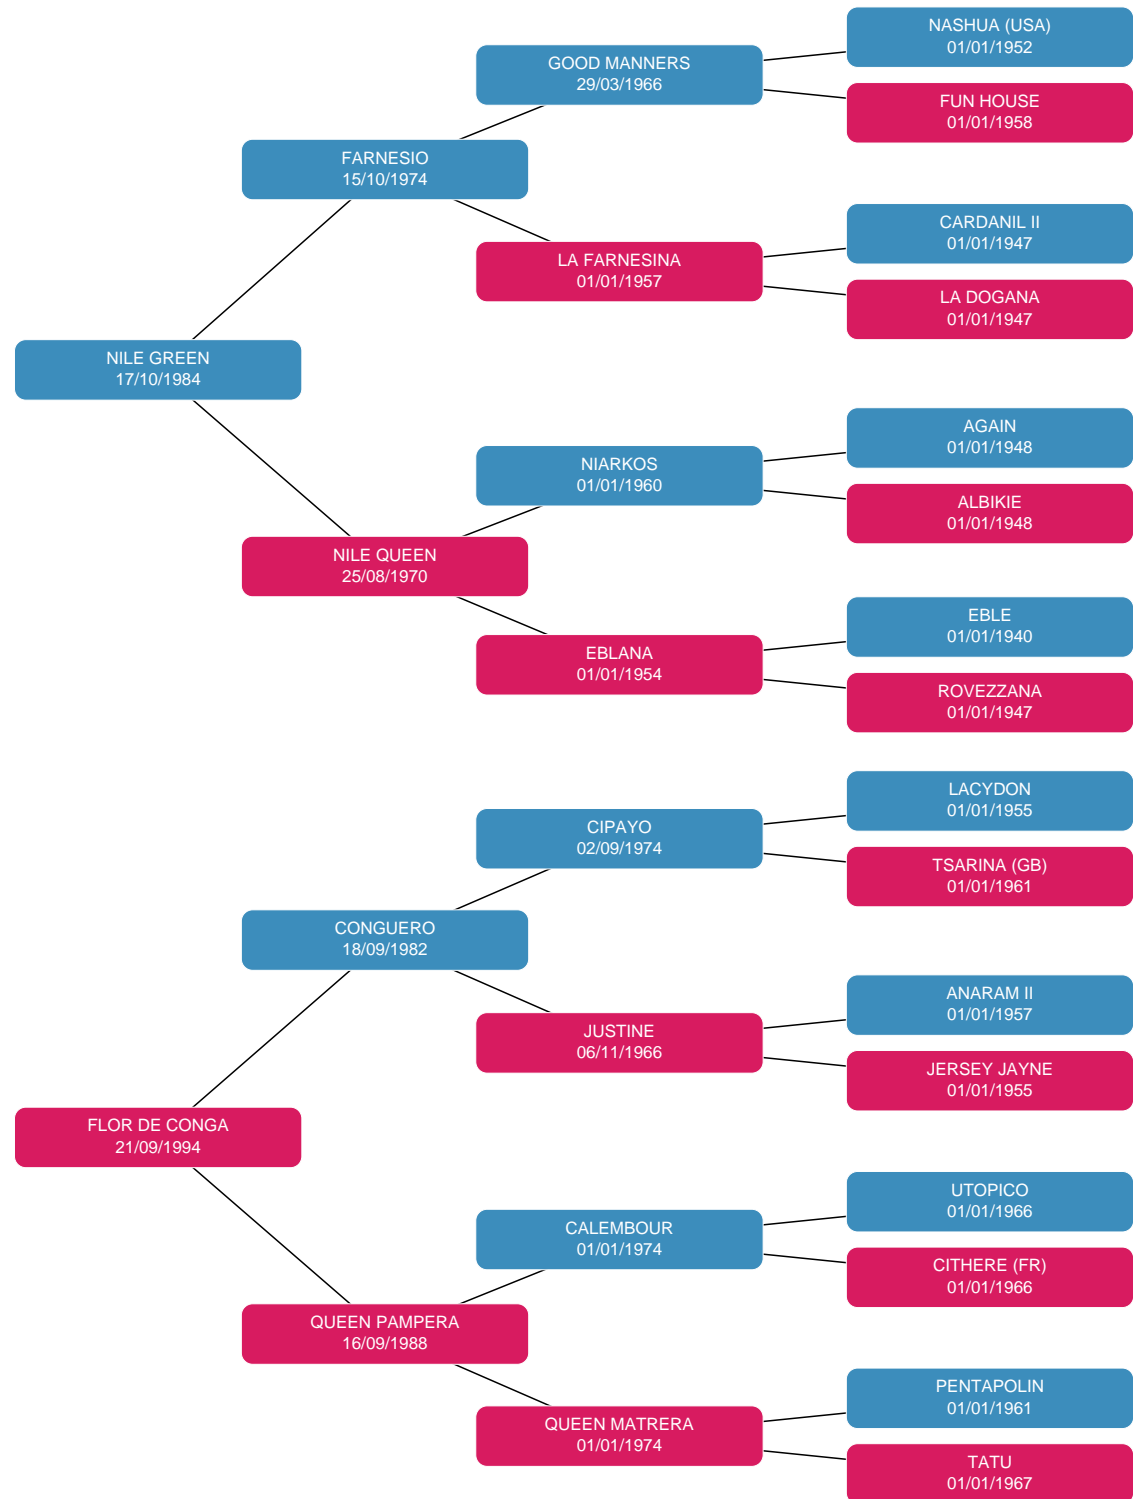 NASHUA (USA)
01/01/1952
GOOD MANNERS
29/03/1966
FUN HOUSE
01/01/1958
FARNESIO
15/10/1974
CARDANIL II
01/01/1947
LA FARNESINA
01/01/1957
LA DOGANA
01/01/1947
NILE GREEN
17/10/1984
AGAIN
01/01/1948
NIARKOS
01/01/1960
ALBIKIE
01/01/1948
NILE QUEEN
25/08/1970
EBLE
01/01/1940
EBLANA
01/01/1954
ROVEZZANA
01/01/1947
LACYDON
01/01/1955
CIPAYO
02/09/1974
TSARINA (GB)
01/01/1961
CONGUERO
18/09/1982
ANARAM II
01/01/1957
JUSTINE
06/11/1966
JERSEY JAYNE
01/01/1955
FLOR DE CONGA
21/09/1994
UTOPICO
01/01/1966
CALEMBOUR
01/01/1974
CITHERE (FR)
01/01/1966
QUEEN PAMPERA
16/09/1988
PENTAPOLIN
01/01/1961
QUEEN MATRERA
01/01/1974
TATU
01/01/1967